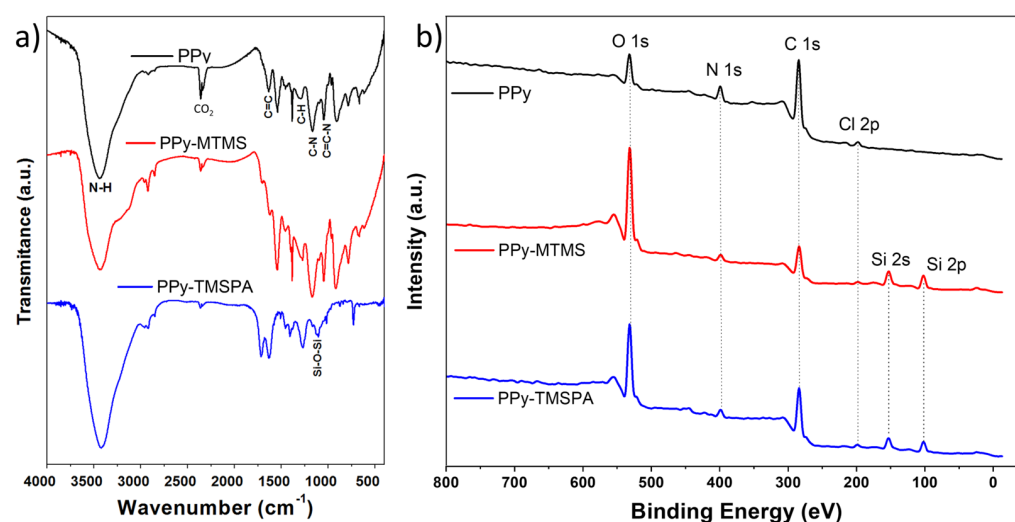 a)
PPy
CO2
C=C
C-H
C-N
C=C-N
N-H
PPy-MTMS
PPy-TMSPA
Si-O-Si
Transmitance (a.u.)
4000 3500 3000 2500 2000 1500 1000 500
Wavenumber (cm-1)
b)
O 1s
N 1s
C 1s
Cl 2p
PPy
PPy-MTMS
Si 2s
Si 2p
PPy-TMSPA
Intensity (a.u.)
800 700 600 500 400 300 200 100 0
Binding Energy (eV)